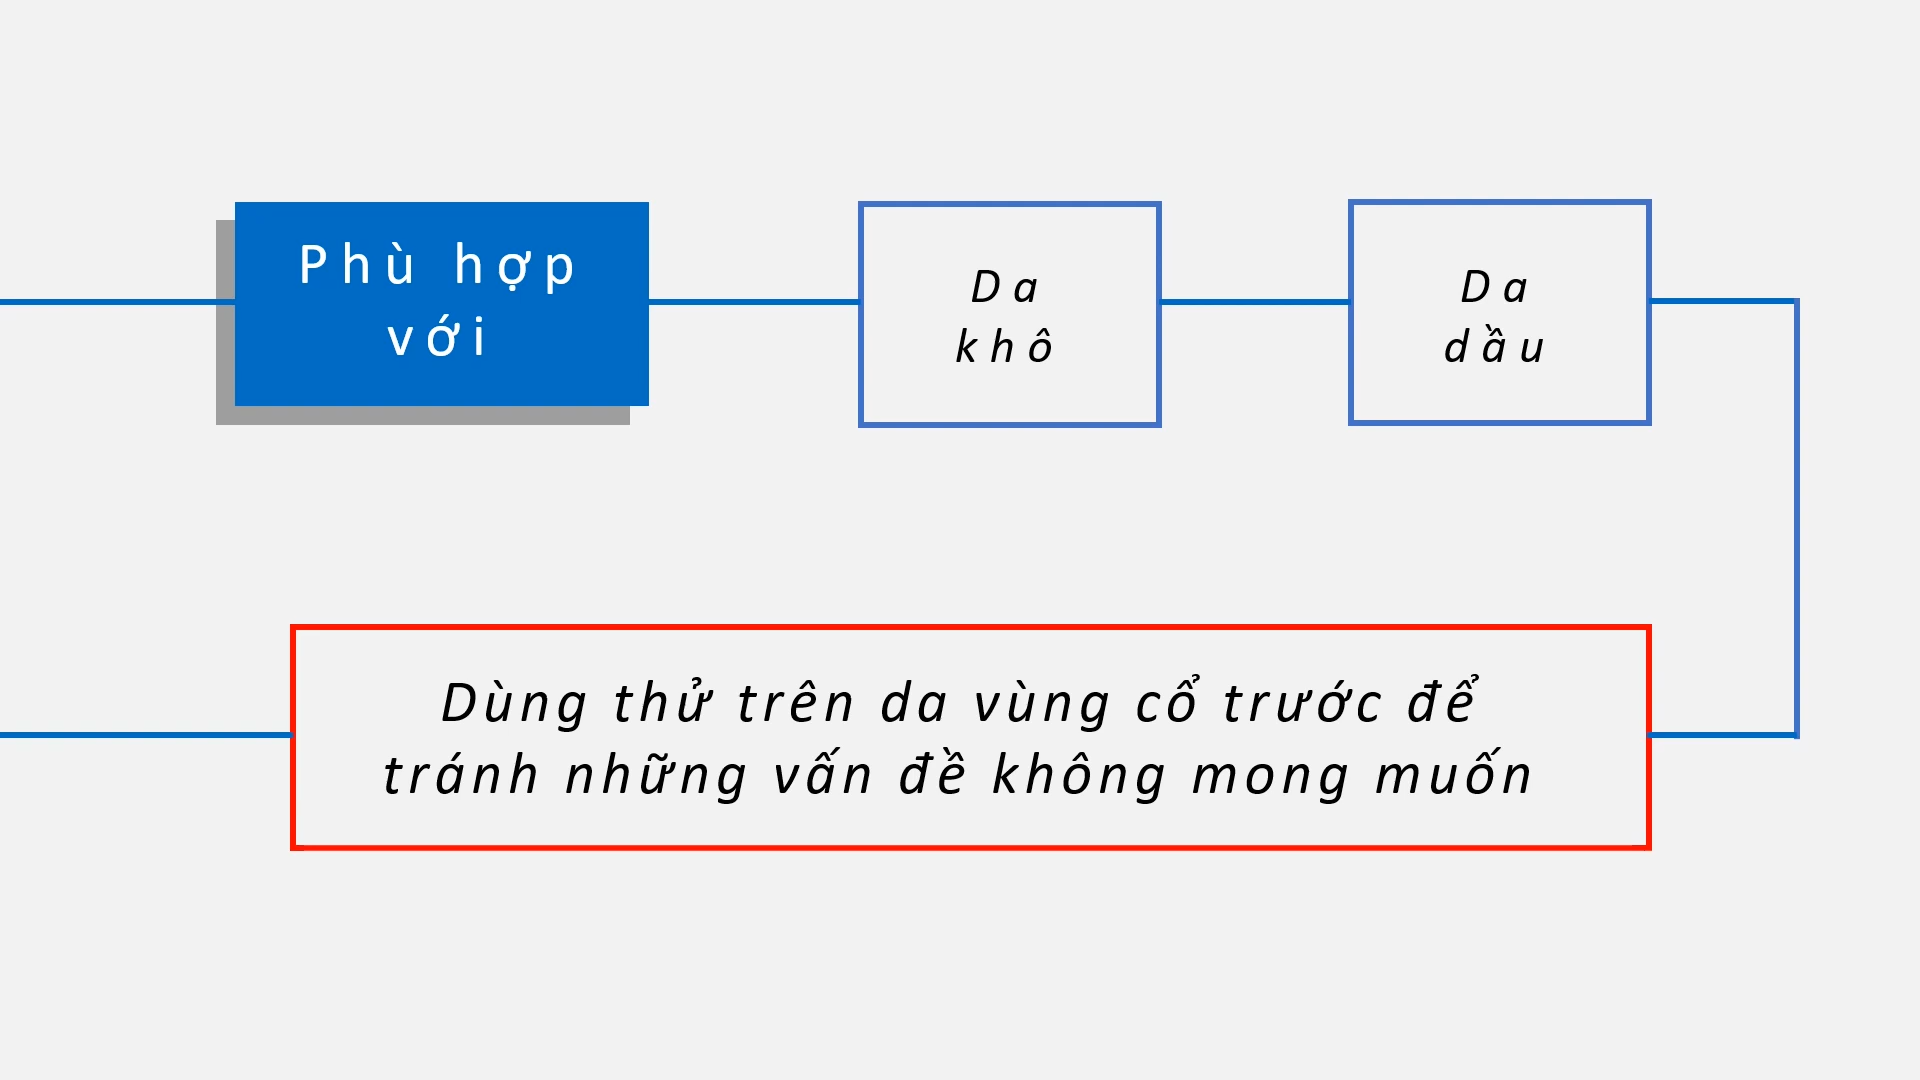 Phù hợp
với
Da
khô
Da
dầu
Dùng thử trên da vùng cổ trước để
tránh những vấn đề không mong muốn